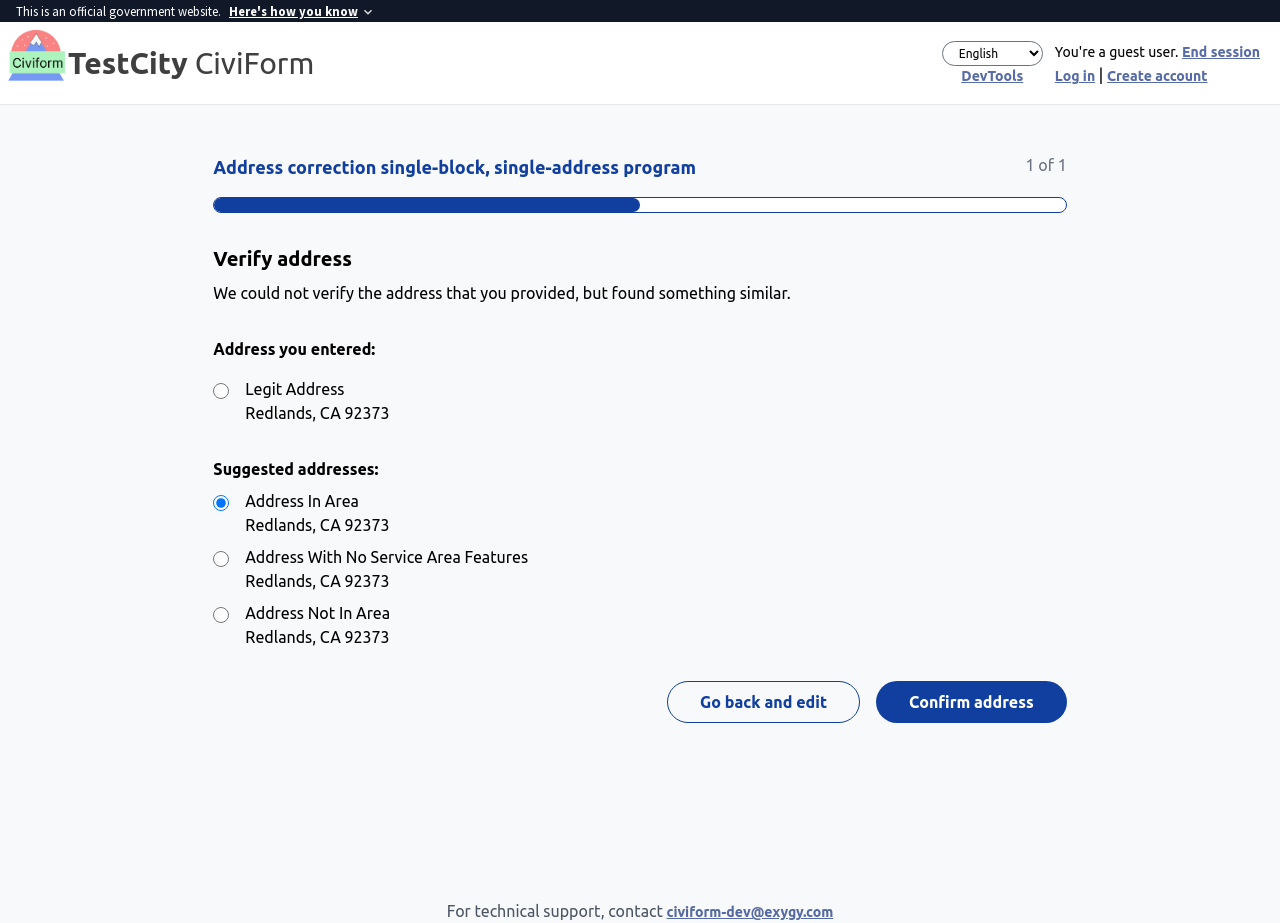 This is an official government website. Here's how you know
Civiform
TestCity CiviForm
English
You're a guest user. End session
DevTools
Log in | Create account
Address correction single-block, single-address program
1 of 1
Verify address
We could not verify the address that you provided, but found something similar.
Address you entered:
Legit Address
Redlands, CA 92373
Suggested addresses:
Address In Area
Redlands, CA 92373
Address With No Service Area Features
Redlands, CA 92373
Address Not In Area
Redlands, CA 92373
Go back and edit
Confirm address
For technical support, contact civiform-dev@exygy.com